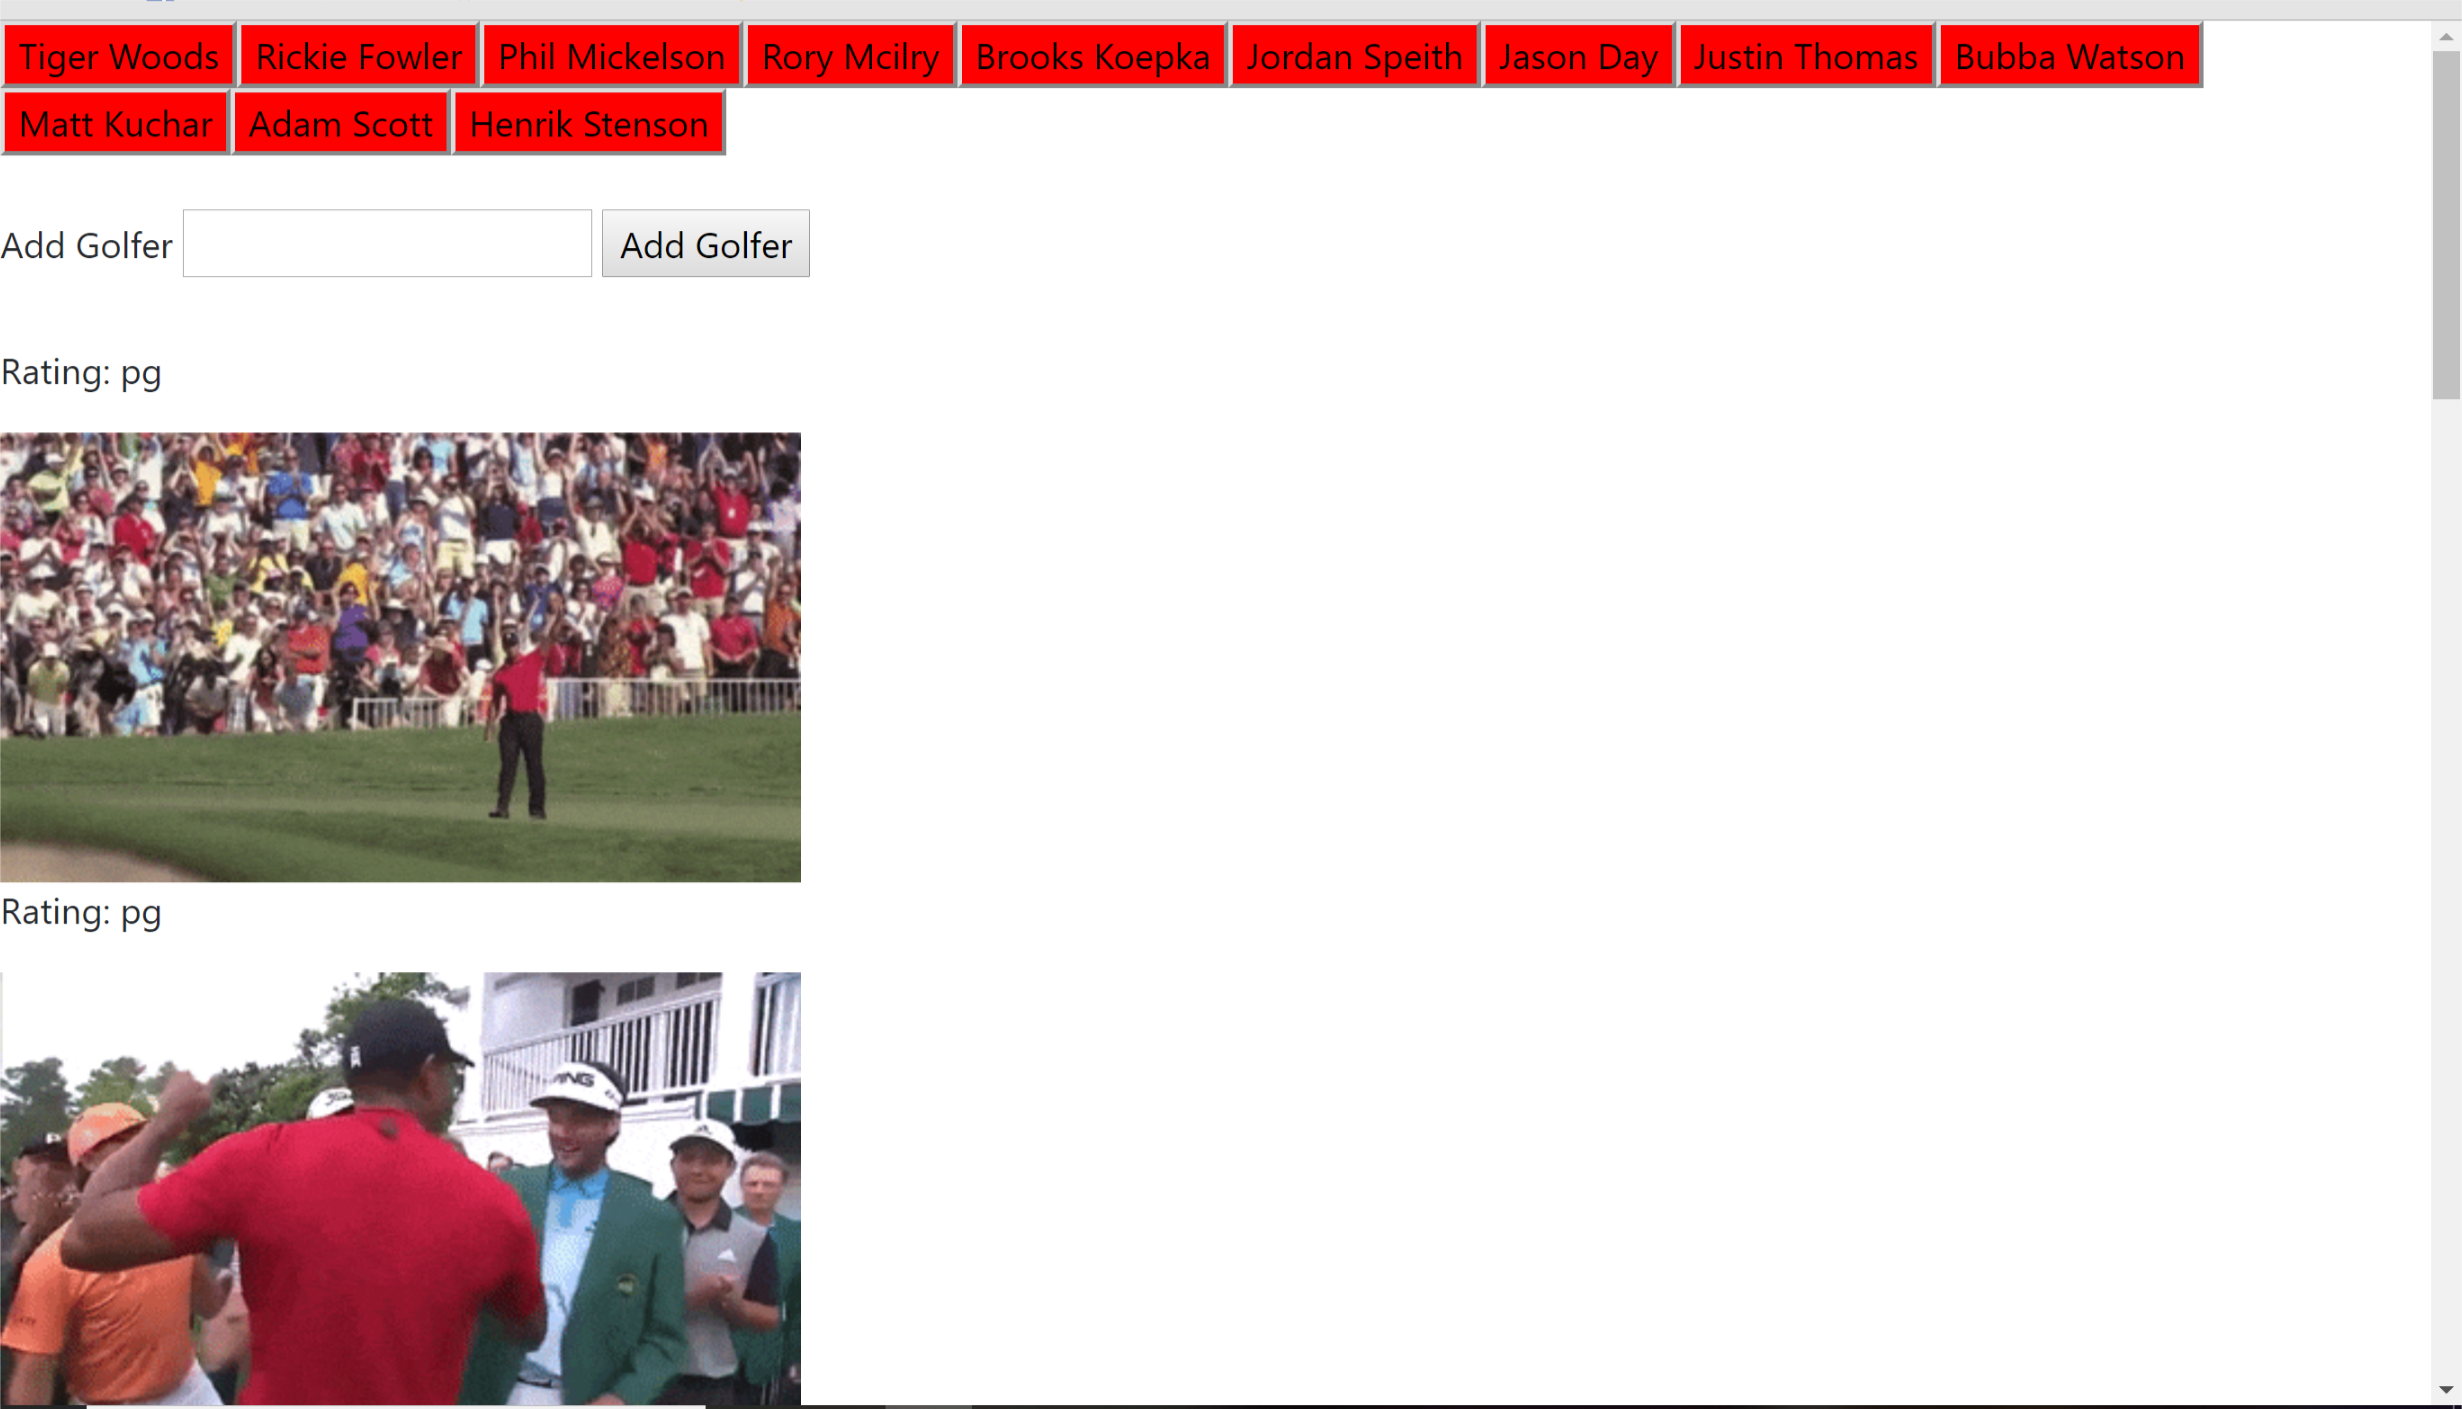 Tiger Woods Rickie Fowler Phil Mickelson Rory Mcilry Brooks Koepka Jordan Speith Jason Day Justin Thomas Bubba Watson
Matt Kuchar Adam Scott Henrik Stenson
Add Golfer Add Golfer
Rating: pg
Rating: pg
PING